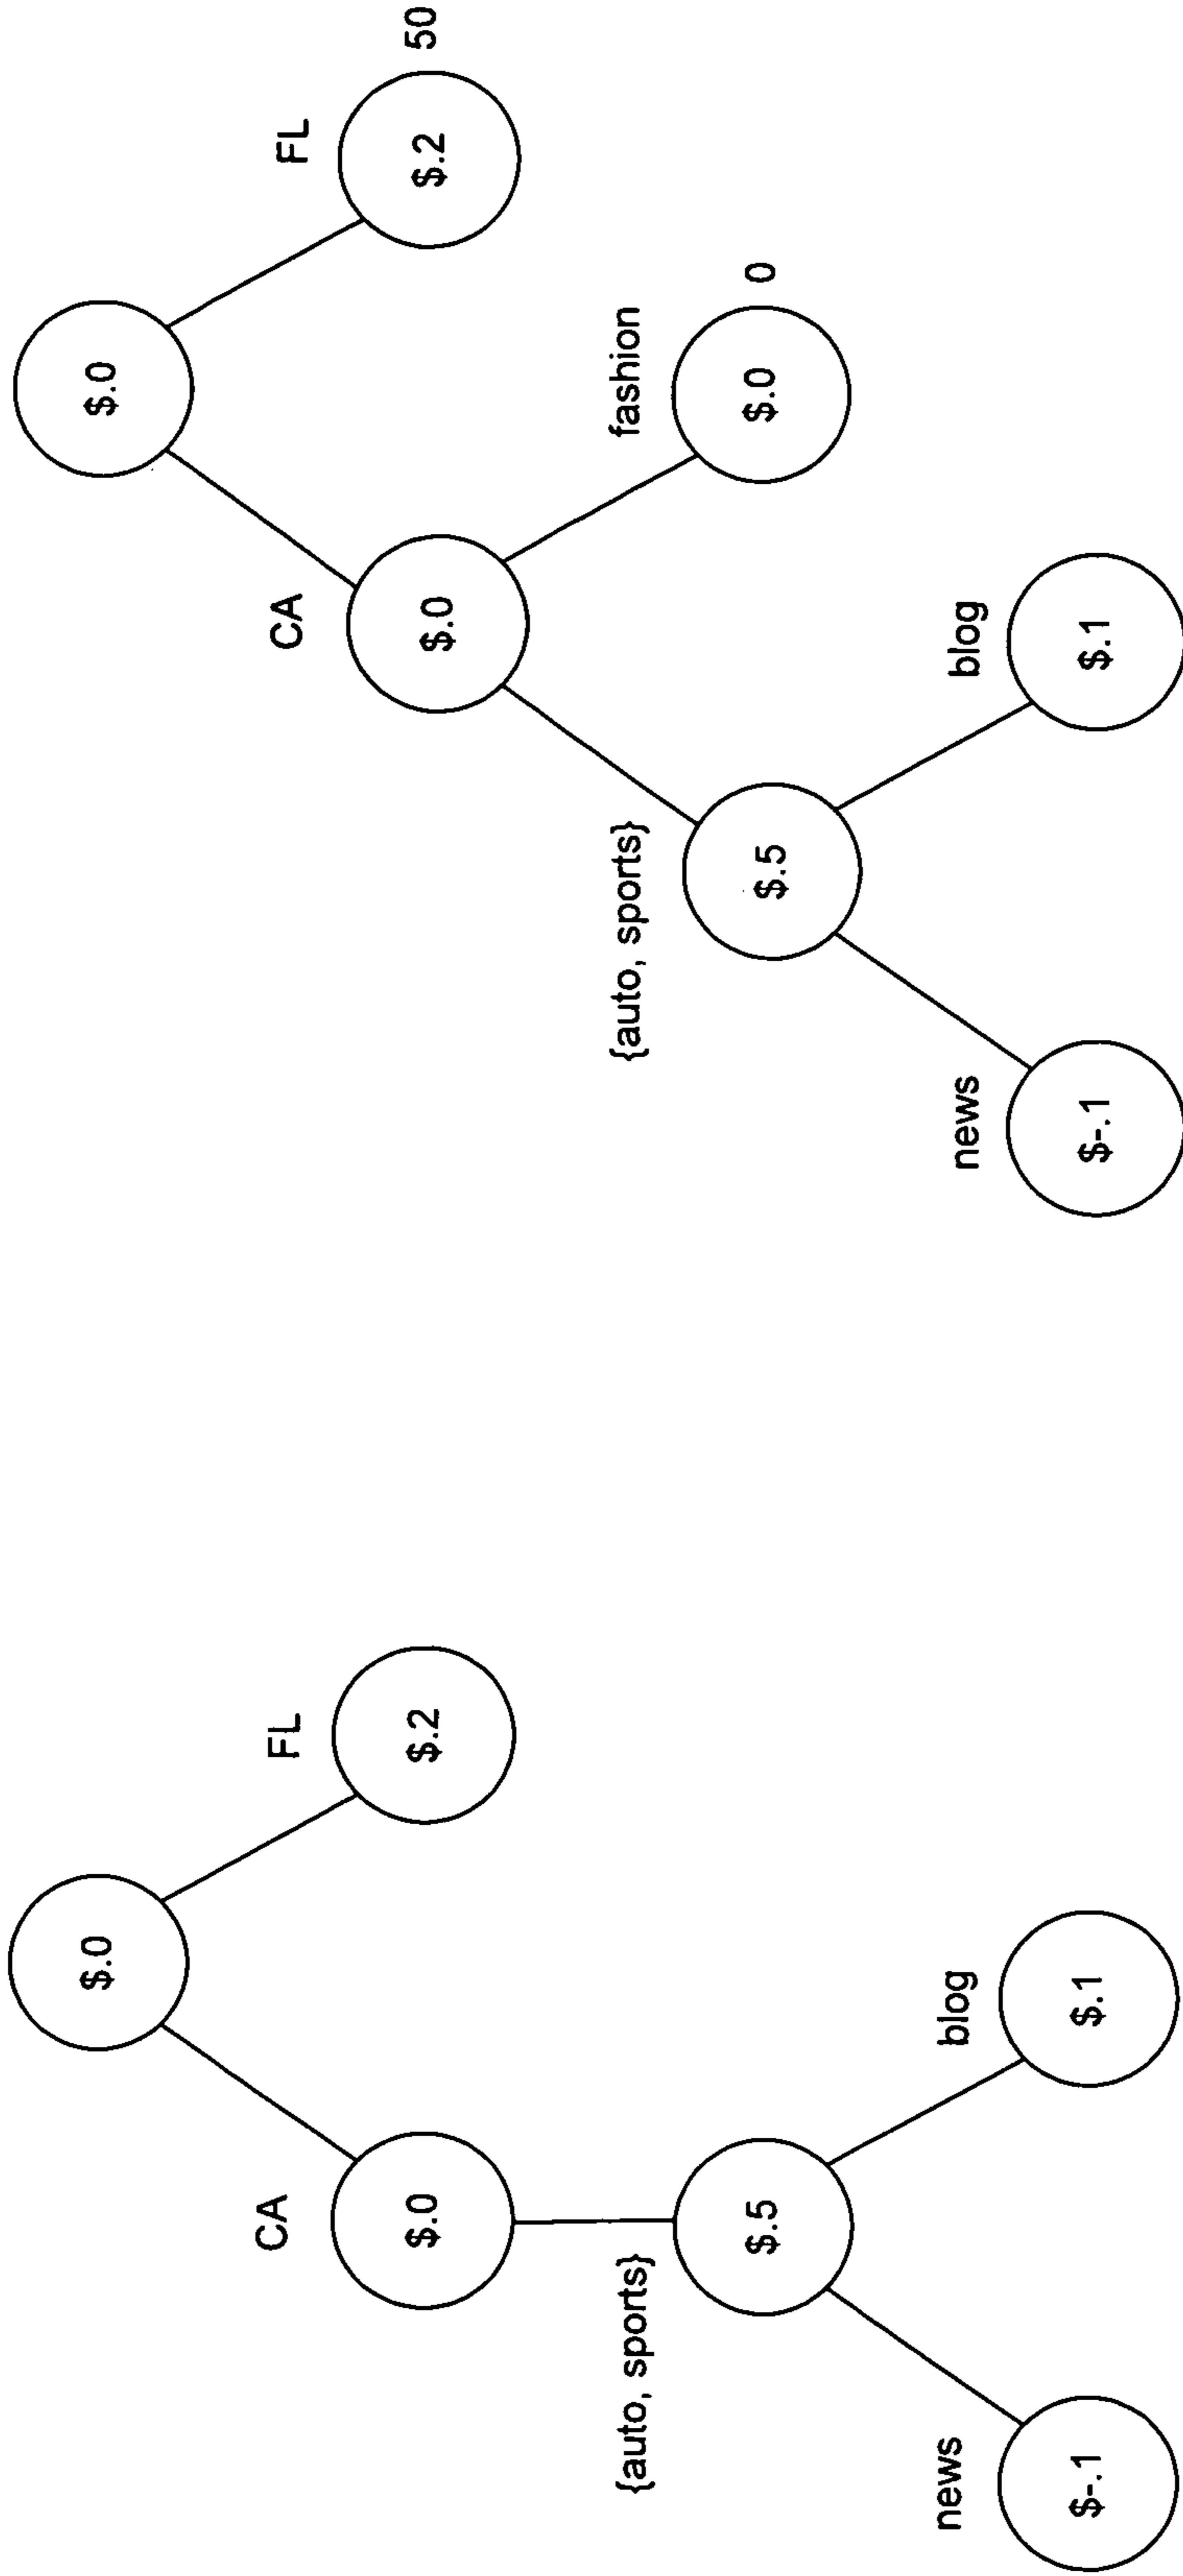 $.0
CA
FL
$.0
$.2
{auto, sports}
$.5
news
blog
$-.1
$.1
$.0
CA
FL
$.0
$.2
50
{auto, sports}
fashion
$.5
$.0
0
news
blog
$-.1
$.1